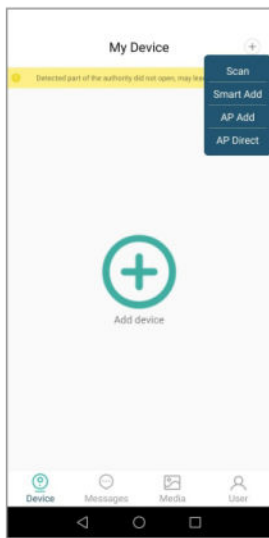 My Device
Detected part of the authority did not open, may lea
Scan
Smart Add
AP Add
AP Direct
Add device
Device
Messages
Media
User